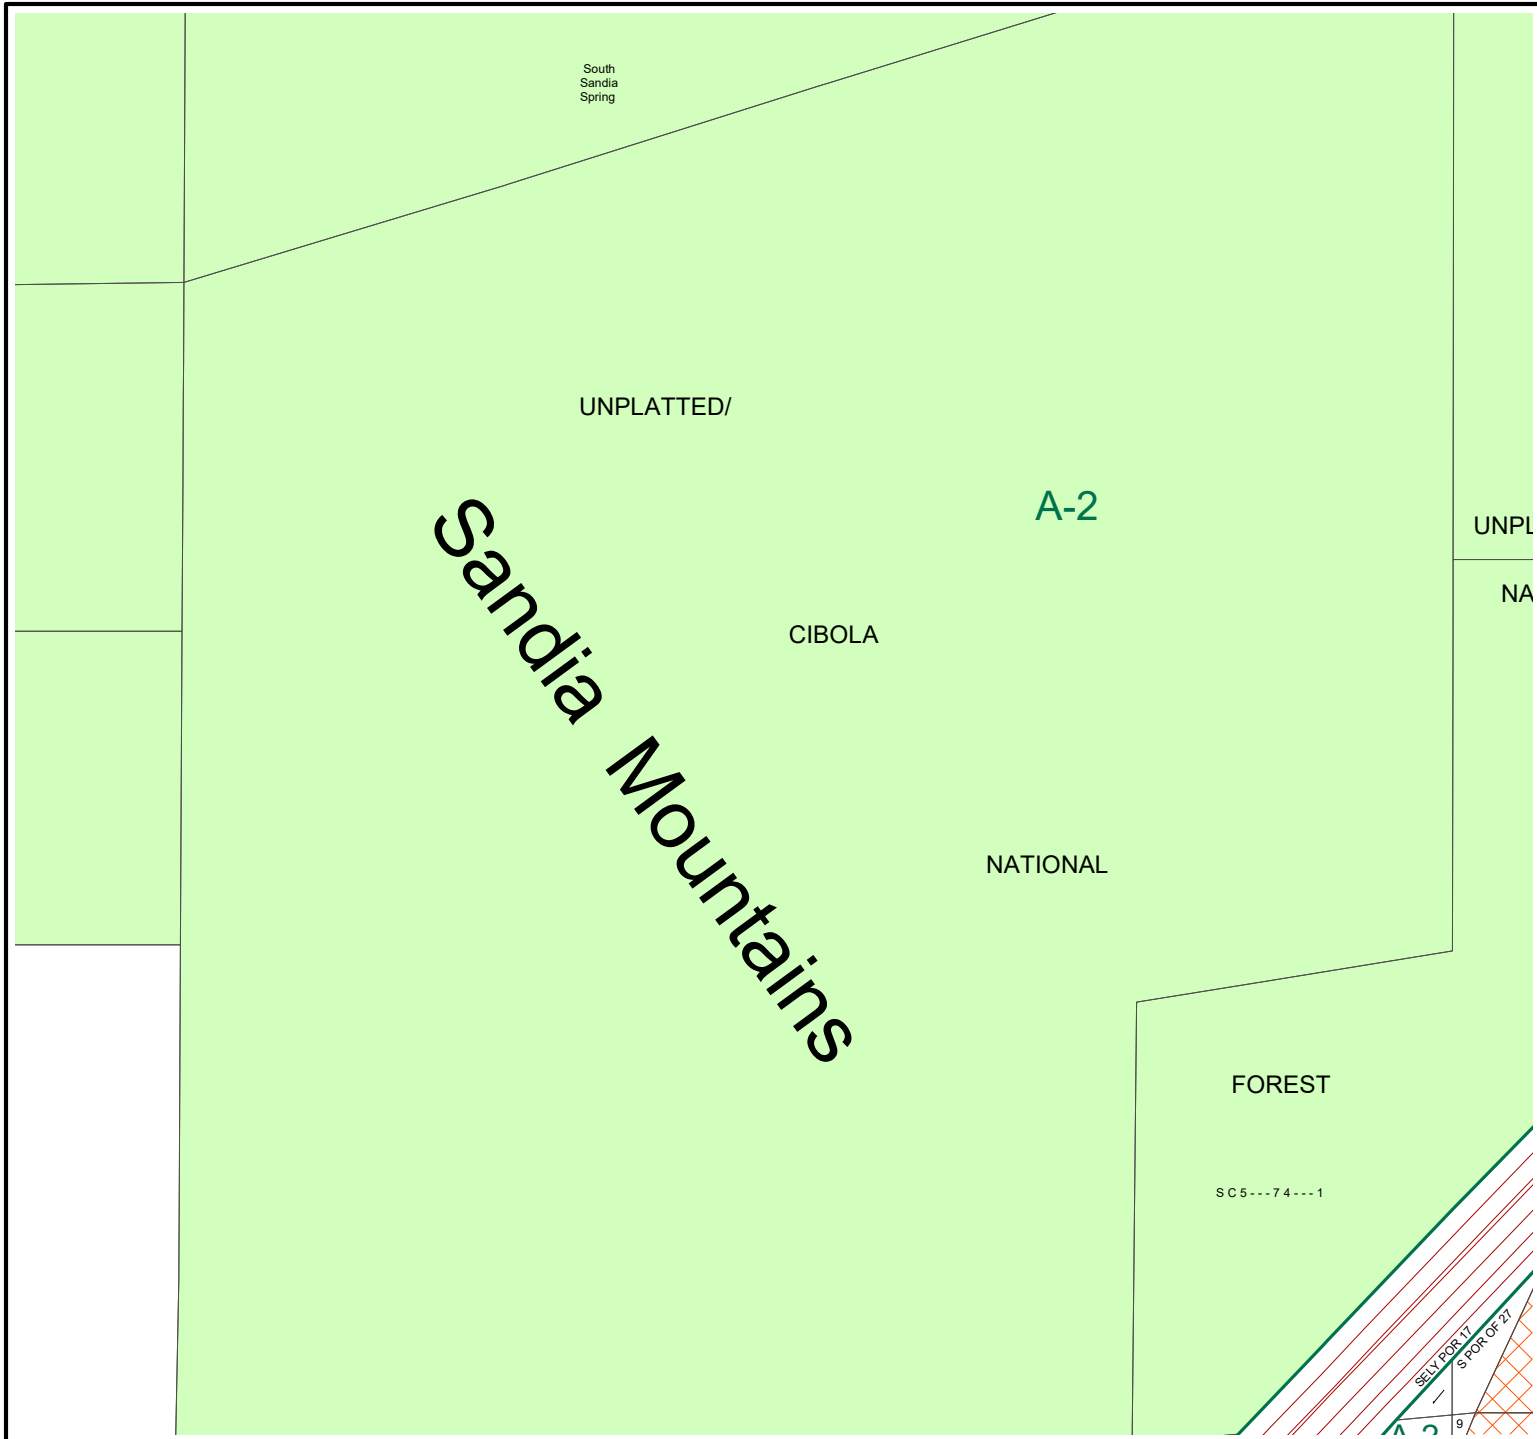 South
Sandia
Spring
UNPLATTED/
A-2
Sandia Mountains
UNPL
NA
CIBOLA
NATIONAL
FOREST
SC5---74---1
SELY POR 17
S POR OF 27
9
A-2